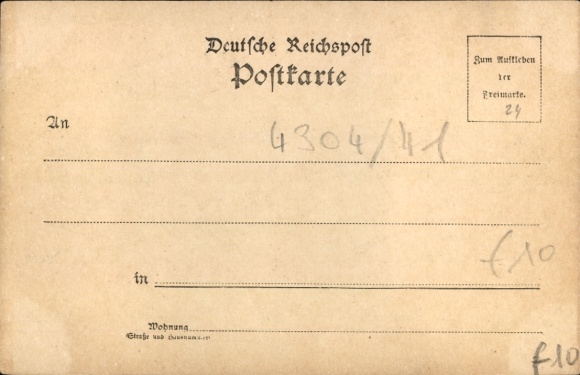 Deutsche Reichspost
Postkarte
Zum Aufkleben
der
Freimarke.
24
An
4304/41
f10
in
Wohnung
Straße und Hausnummer
f10